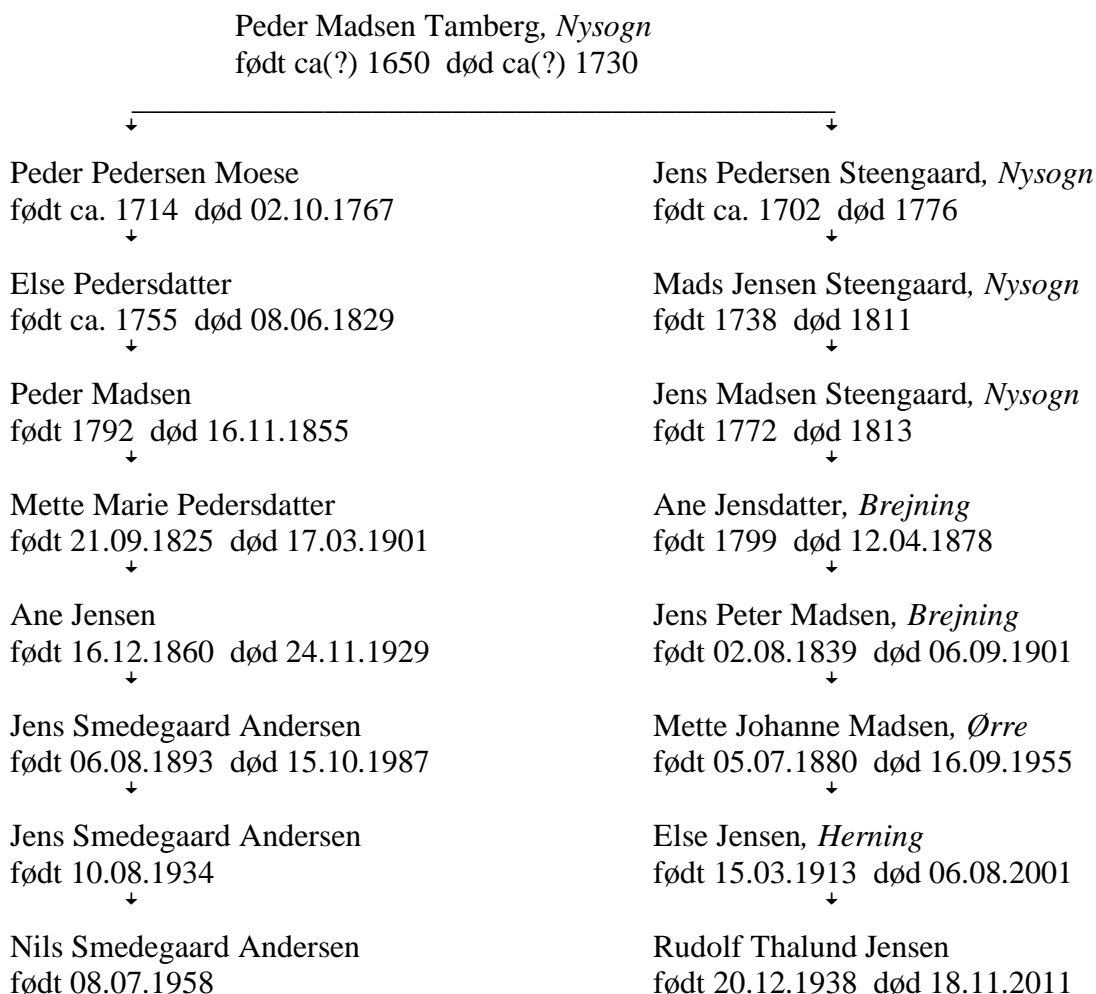 Peder Madsen Tamberg, Nysogn
født ca(?) 1650  død ca(?) 1730
Peder Pedersen Moese
født ca. 1714  død 02.10.1767
Jens Pedersen Steengaard, Nysogn
født ca. 1702  død 1776
Else Pedersdatter
født ca. 1755  død 08.06.1829
Mads Jensen Steengaard, Nysogn
født 1738  død 1811
Peder Madsen
født 1792  død 16.11.1855
Jens Madsen Steengaard, Nysogn
født 1772  død 1813
Mette Marie Pedersdatter
født 21.09.1825  død 17.03.1901
Ane Jensdatter, Brejning
født 1799  død 12.04.1878
Ane Jensen
født 16.12.1860  død 24.11.1929
Jens Peter Madsen, Brejning
født 02.08.1839  død 06.09.1901
Jens Smedegaard Andersen
født 06.08.1893  død 15.10.1987
Mette Johanne Madsen, Ørre
født 05.07.1880  død 16.09.1955
Jens Smedegaard Andersen
født 10.08.1934
Else Jensen, Herning
født 15.03.1913  død 06.08.2001
Nils Smedegaard Andersen
født 08.07.1958
Rudolf Thalund Jensen
født 20.12.1938  død 18.11.2011